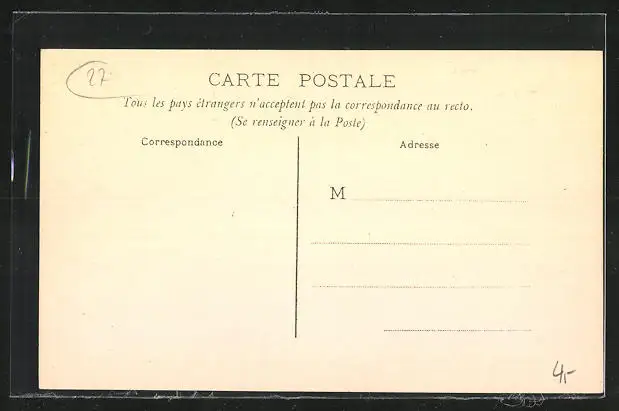 27
CARTE POSTALE
Tous les pays étrangers n'acceptent pas la correspondance au recto.
(Se renseigner à la Poste)
Correspondance
Adresse
M
4,-